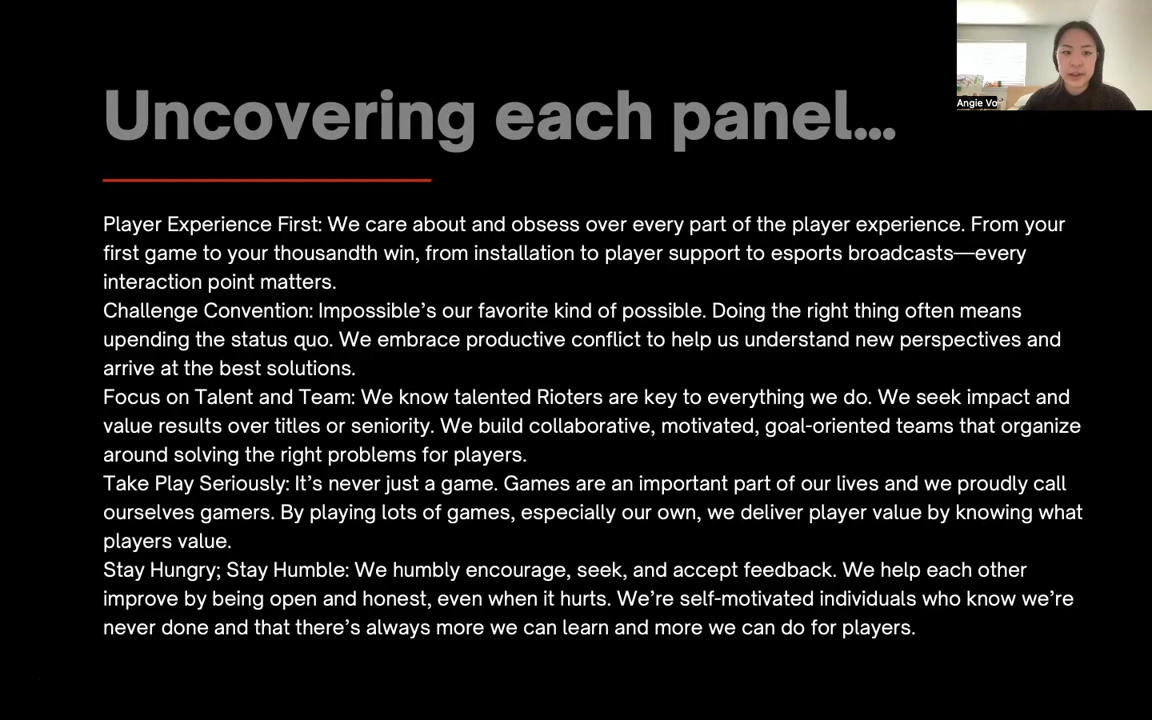 Uncovering each panel...
Angie Vo
Player Experience First: We care about and obsess over every part of the player experience. From your
first game to your thousandth win, from installation to player support to esports broadcasts—every
interaction point matters.
Challenge Convention: Impossible’s our favorite kind of possible. Doing the right thing often means
upending the status quo. We embrace productive conflict to help us understand new perspectives and
arrive at the best solutions.
Focus on Talent and Team: We know talented Rioters are key to everything we do. We seek impact and
value results over titles or seniority. We build collaborative, motivated, goal-oriented teams that organize
around solving the right problems for players.
Take Play Seriously: It’s never just a game. Games are an important part of our lives and we proudly call
ourselves gamers. By playing lots of games, especially our own, we deliver player value by knowing what
players value.
Stay Hungry; Stay Humble: We humbly encourage, seek, and accept feedback. We help each other
improve by being open and honest, even when it hurts. We’re self-motivated individuals who know we’re
never done and that there’s always more we can learn and more we can do for players.